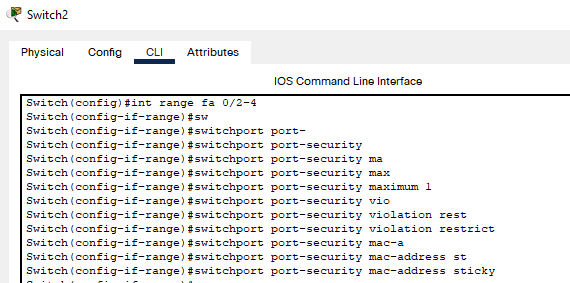 Switch2
Physical Config CLI Attributes
IOS Command Line Interface
Switch(config)#int range fa 0/2-4
Switch(config-if-range)#sw
Switch(config-if-range)#switchport port-
Switch(config-if-range)#switchport port-security
Switch(config-if-range)#switchport port-security ma
Switch(config-if-range)#switchport port-security max
Switch(config-if-range)#switchport port-security maximum 1
Switch(config-if-range)#switchport port-security vio
Switch(config-if-range)#switchport port-security violation rest
Switch(config-if-range)#switchport port-security violation restrict
Switch(config-if-range)#switchport port-security mac-a
Switch(config-if-range)#switchport port-security mac-address st
Switch(config-if-range)#switchport port-security mac-address sticky